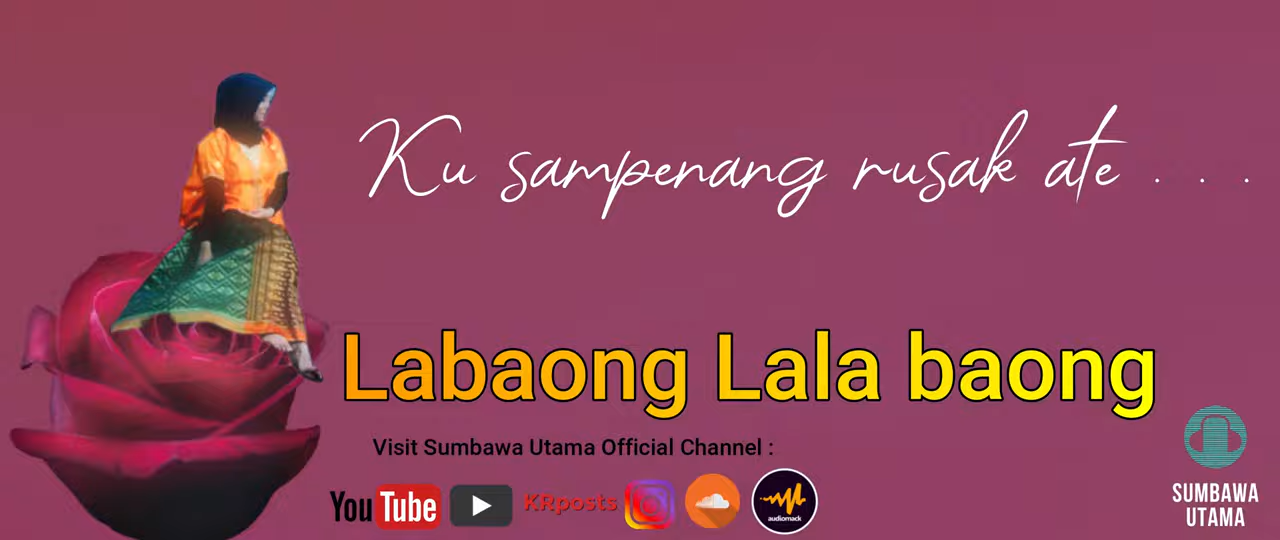 Ku sampenang rusak ate . . .
Labaong Lala baong
Visit Sumbawa Utama Official Channel :
YouTube KRposts audiomack
SUMBAWA
UTAMA